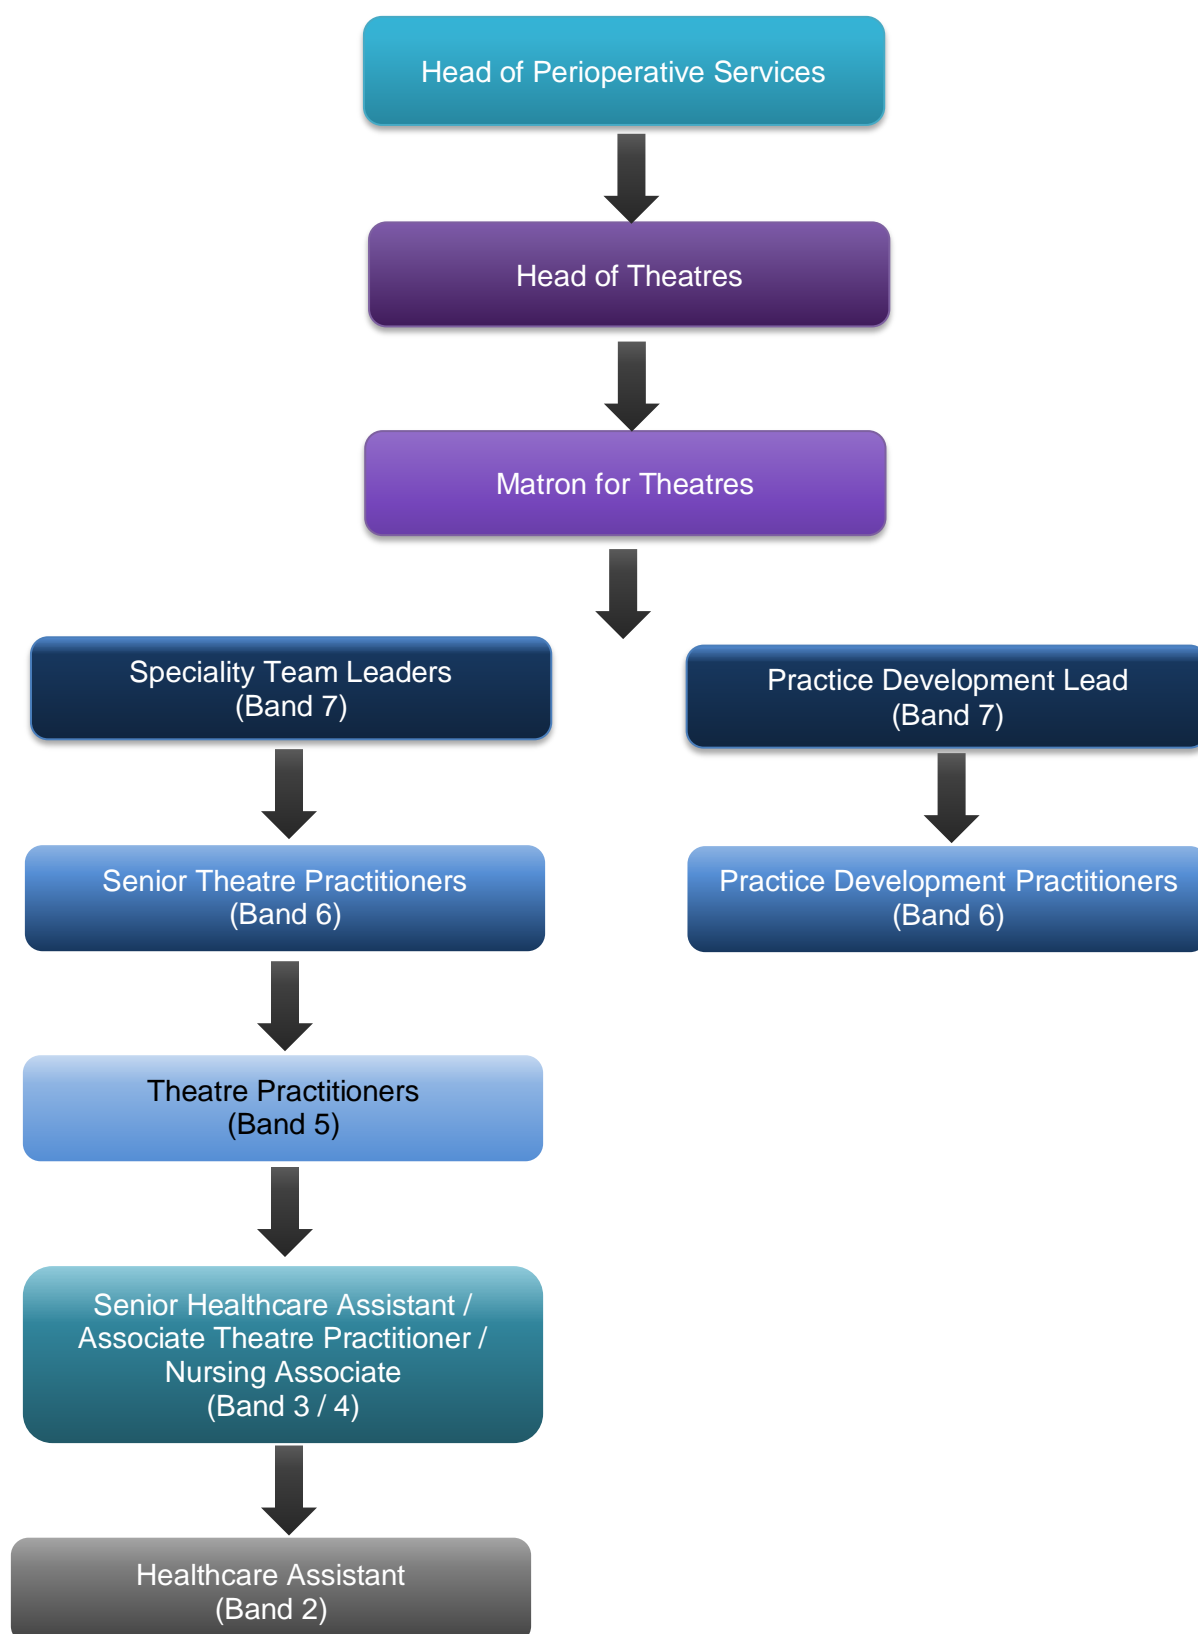 Head of Perioperative Services
Head of Theatres
Matron for Theatres
Speciality Team Leaders
(Band 7)
Practice Development Lead
(Band 7)
Senior Theatre Practitioners
(Band 6)
Practice Development Practitioners
(Band 6)
Theatre Practitioners
(Band 5)
Senior Healthcare Assistant /
Associate Theatre Practitioner /
Nursing Associate
(Band 3 / 4)
Healthcare Assistant
(Band 2)